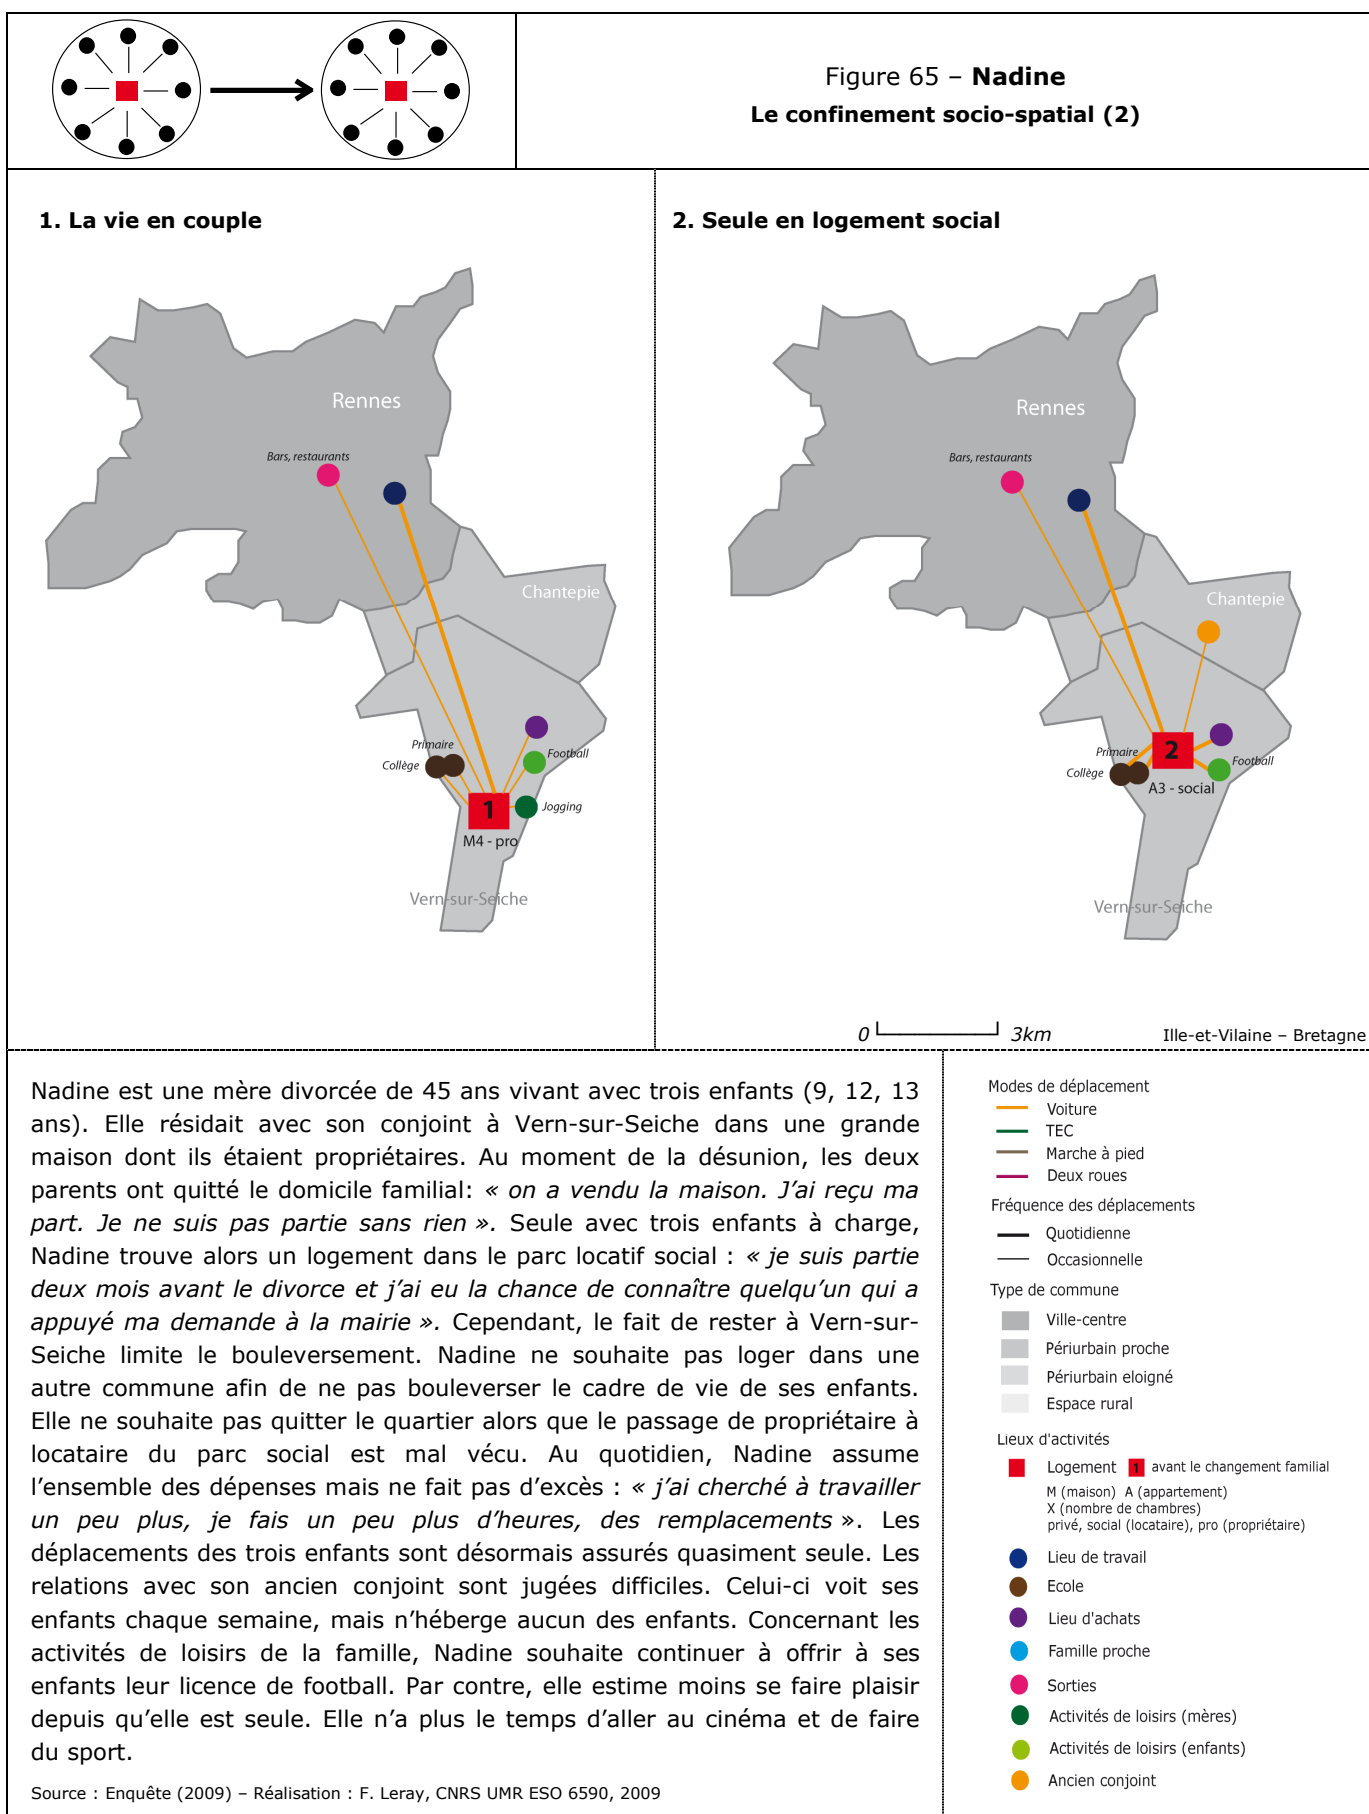 Figure 65 – Nadine
Le confinement socio-spatial (2)
1. La vie en couple
Rennes
Bars, restaurants
Chantepie
Primaire
Collège
Football
1
Jogging
M4 - pro
Vern-sur-Seiche
2. Seule en logement social
Rennes
Bars, restaurants
Chantepie
Primaire
2
Football
Collège
A3 - social
Vern-sur-Seiche
0 3km
Ille-et-Vilaine – Bretagne
Nadine est une mère divorcée de 45 ans vivant avec trois enfants (9, 12, 13
ans). Elle résidait avec son conjoint à Vern-sur-Seiche dans une grande
maison dont ils étaient propriétaires. Au moment de la désunion, les deux
parents ont quitté le domicile familial: « on a vendu la maison. J’ai reçu ma
part. Je ne suis pas partie sans rien ». Seule avec trois enfants à charge,
Nadine trouve alors un logement dans le parc locatif social : « je suis partie
deux mois avant le divorce et j’ai eu la chance de connaître quelqu’un qui a
appuyé ma demande à la mairie ». Cependant, le fait de rester à Vern-sur-
Seiche limite le bouleversement. Nadine ne souhaite pas loger dans une
autre commune afin de ne pas bouleverser le cadre de vie de ses enfants.
Elle ne souhaite pas quitter le quartier alors que le passage de propriétaire à
locataire du parc social est mal vécu. Au quotidien, Nadine assume
l’ensemble des dépenses mais ne fait pas d’excès : « j’ai cherché à travailler
un peu plus, je fais un peu plus d’heures, des remplacements ». Les
déplacements des trois enfants sont désormais assurés quasiment seule. Les
relations avec son ancien conjoint sont jugées difficiles. Celui-ci voit ses
enfants chaque semaine, mais n’héberge aucun des enfants. Concernant les
activités de loisirs de la famille, Nadine souhaite continuer à offrir à ses
enfants leur licence de football. Par contre, elle estime moins se faire plaisir
depuis qu’elle est seule. Elle n’a plus le temps d’aller au cinéma et de faire
du sport.
Source : Enquête (2009) – Réalisation : F. Leray, CNRS UMR ESO 6590, 2009
Modes de déplacement
Voiture
TEC
Marche à pied
Deux roues
Fréquence des déplacements
Quotidienne
Occasionnelle
Type de commune
Ville-centre
Périurbain proche
Périurbain eloigné
Espace rural
Lieux d'activités
Logement 1 avant le changement familial
M (maison) A (appartement)
X (nombre de chambres)
privé, social (locataire), pro (propriétaire)
Lieu de travail
Ecole
Lieu d'achats
Famille proche
Sorties
Activités de loisirs (mères)
Activités de loisirs (enfants)
Ancien conjoint